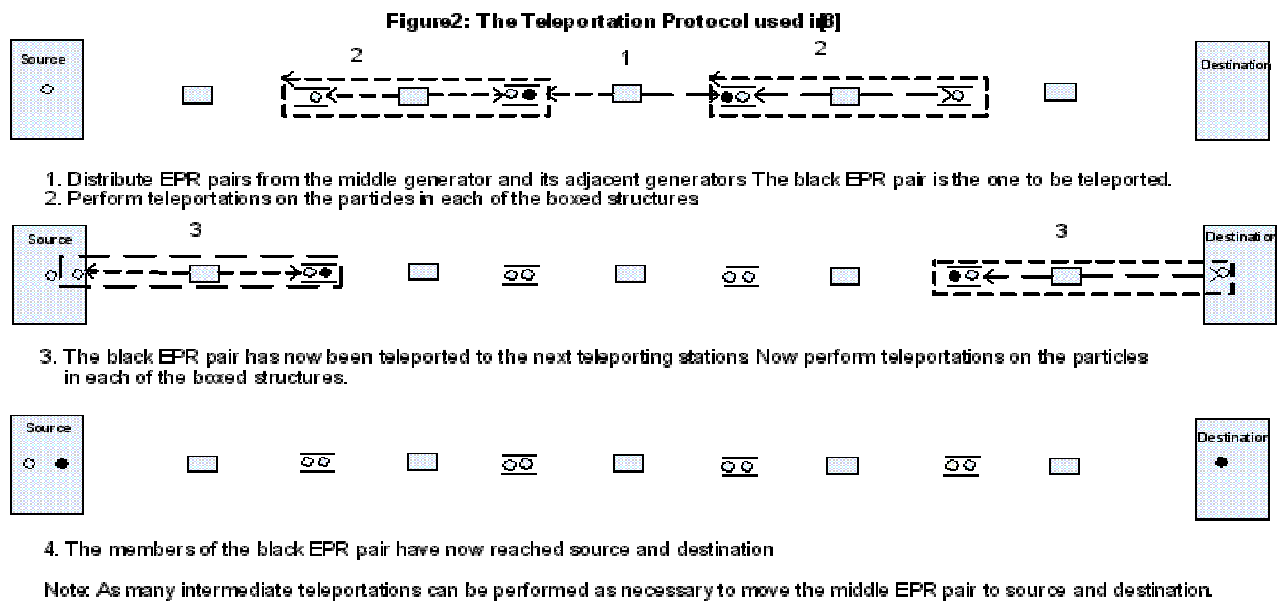 Figure2: The Teleportation Protocol used in[8]
2
1
2
Source
Destination
1. Distribute EPR pairs from the middle generator and its adjacent generators The black EPR pair is the one to be teleported.
2. Perform teleportations on the particles in each of the boxed structures
3
3
Source
Destination
3. The black EPR pair has now been teleported to the next teleporting stations Now perform teleportations on the particles
in each of the boxed structures.
Source
Destination
4. The members of the black EPR pair have now reached source and destination
Note: As many intermediate teleportations can be performed as necessary to move the middle EPR pair to source and destination.